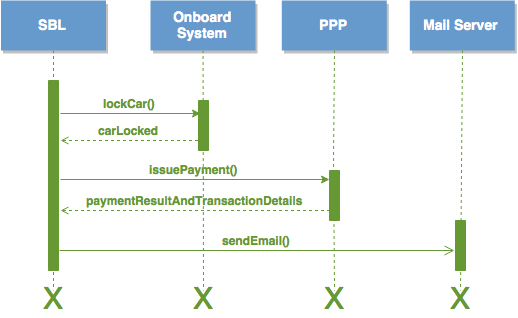 SBL
Onboard
System
PPP
Mail Server
lockCar()
carLocked
issuePayment()
paymentResultAndTransactionDetails
sendEmail()
X X X X